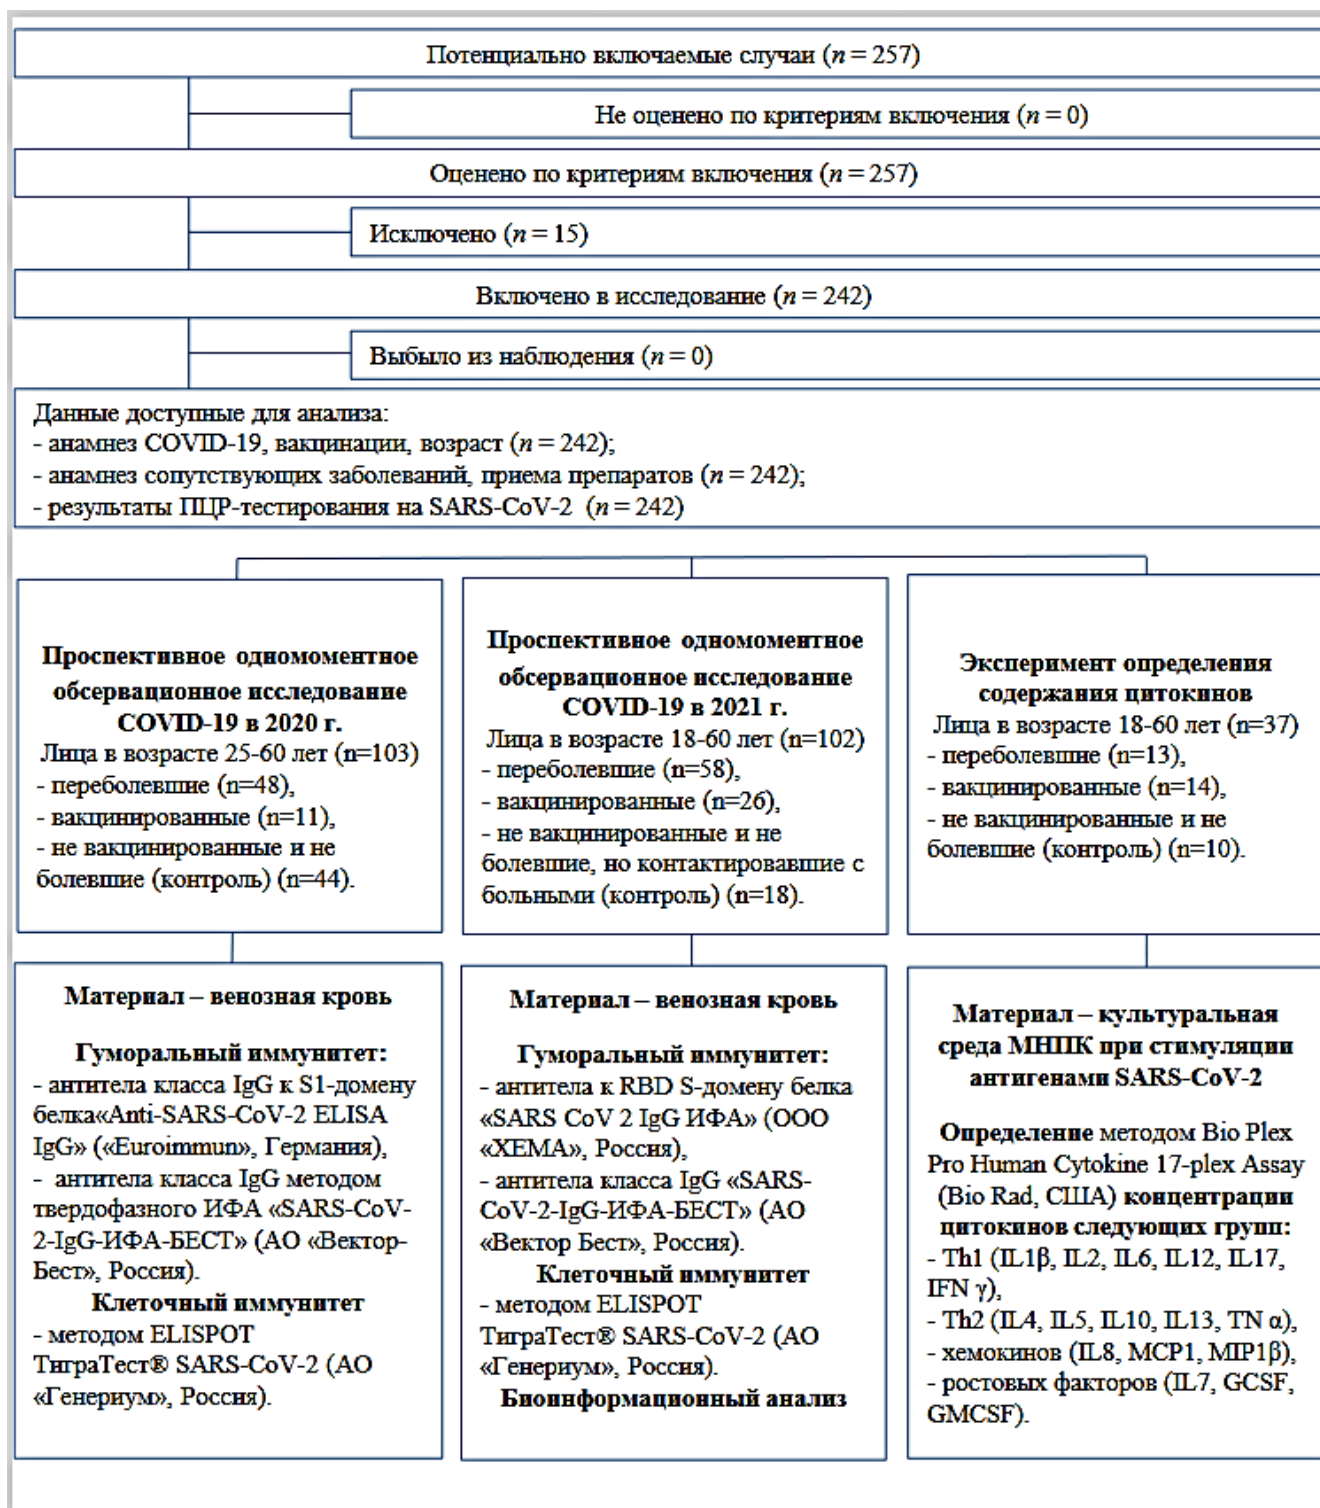 Потенциально включаемые случаи (n = 257)
Не оценено по критериям включения (n = 0)
Оценено по критериям включения (n = 257)
Исключено (n = 15)
Включено в исследование (n = 242)
Выбыло из наблюдения (n = 0)
Данные доступные для анализа:
- анамнез COVID-19, вакцинации, возраст (n = 242);
- анамнез сопутствующих заболеваний, приема препаратов (n = 242);
- результаты ПЦР-тестирования на SARS-CoV-2 (n = 242)
Проспективное одномоментное
обсервационное исследование
COVID-19 в 2020 г.
Лица в возрасте 25-60 лет (n=103)
- переболевшие (n=48),
- вакцинированные (n=11),
- не вакцинированные и не
болевшие (контроль) (n=44).
Проспективное одномоментное
обсервационное исследование
COVID-19 в 2021 г.
Лица в возрасте 18-60 лет (n=102)
- переболевшие (n=58),
- вакцинированные (n=26),
- не вакцинированные и не
болевшие, но контактировавшие с
больными (контроль) (n=18).
Эксперимент определения
содержания цитокинов
Лица в возрасте 18-60 лет (n=37)
- переболевшие (n=13),
- вакцинированные (n=14),
- не вакцинированные и не
болевшие (контроль) (n=10).
Материал – венозная кровь
Гуморальный иммунитет:
- антитела класса IgG к S1-домену
белка«Anti-SARS-CoV-2 ELISA
IgG» («Euroimmun», Германия),
- антитела класса IgG методом
твердофазного ИФА «SARS-CoV-
2-IgG-ИФА-БЕСТ» (АО «Вектор-
Бест», Россия).
Клеточный иммунитет
- методом ELISPOT
ТиграТест® SARS-CoV-2 (АО
«Генериум», Россия).
Материал – венозная кровь
Гуморальный иммунитет:
- антитела к RBD S-домену белка
«SARS CoV 2 IgG ИФА» (ООО
«ХЕМА», Россия),
- антитела класса IgG «SARS-
CoV-2-IgG-ИФА-БЕСТ» (АО
«Вектор Бест», Россия).
Клеточный иммунитет
- методом ELISPOT
ТиграТест® SARS-CoV-2 (АО
«Генериум», Россия).
Биоинформационный анализ
Материал – культуральная
среда МНПК при стимуляции
антигенами SARS-CoV-2
Определение методом Bio Plex
Pro Human Cytokine 17-plex Assay
(Bio Rad, США) концентрации
цитокинов следующих групп:
- Th1 (IL1β, IL2, IL6, IL12, IL17,
IFN γ),
- Th2 (IL4, IL5, IL10, IL13, TN α),
- хемокинов (IL8, MCP1, MIP1β),
- ростовых факторов (IL7, GCSF,
GMCSF).